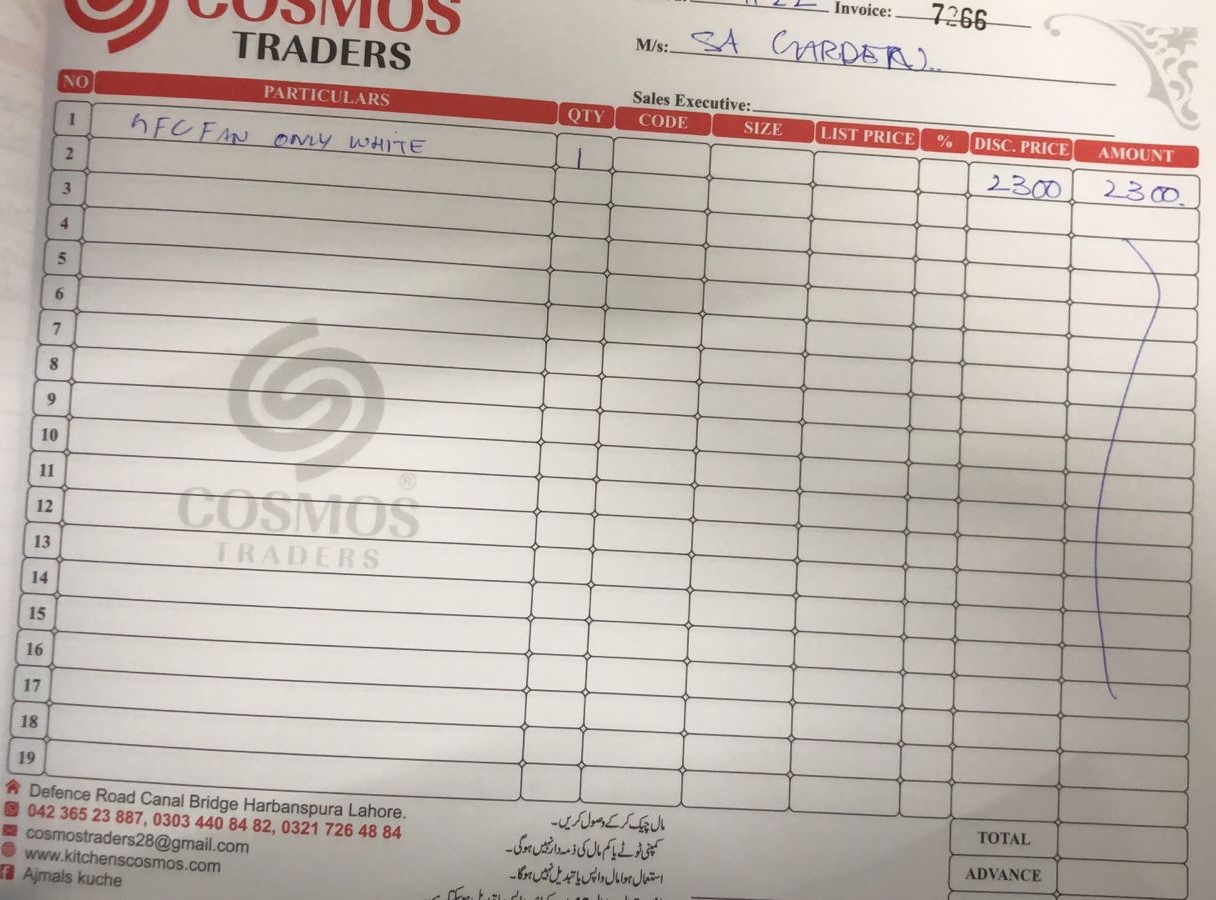 COSMOS
TRADERS
Invoice: 7266
M/s: SA GARDEN
Sales Executive:
NO PARTICULARS QTY CODE SIZE LIST PRICE % DISC. PRICE AMOUNT
1 GFC FAN ONLY WHITE 1 2300 2300.
2
3
4
5
6
7
8
9
10
11
12
13
14
15
16
17
18
19
COSMOS ®
TRADERS
Defence Road Canal Bridge Harbanspura Lahore.
042 365 23 887, 0303 440 84 82, 0321 726 48 84
cosmostraders28@gmail.com
www.kitchenscosmos.com
Ajmals kuche
مال چیک کر کے وصول کریں۔
کمپنی ٹوٹے یا کم مال کی ذمہ دار نہیں ہوگی۔
استعمال ہوا مال واپس یا تبدیل نہیں ہوگا۔
TOTAL
ADVANCE